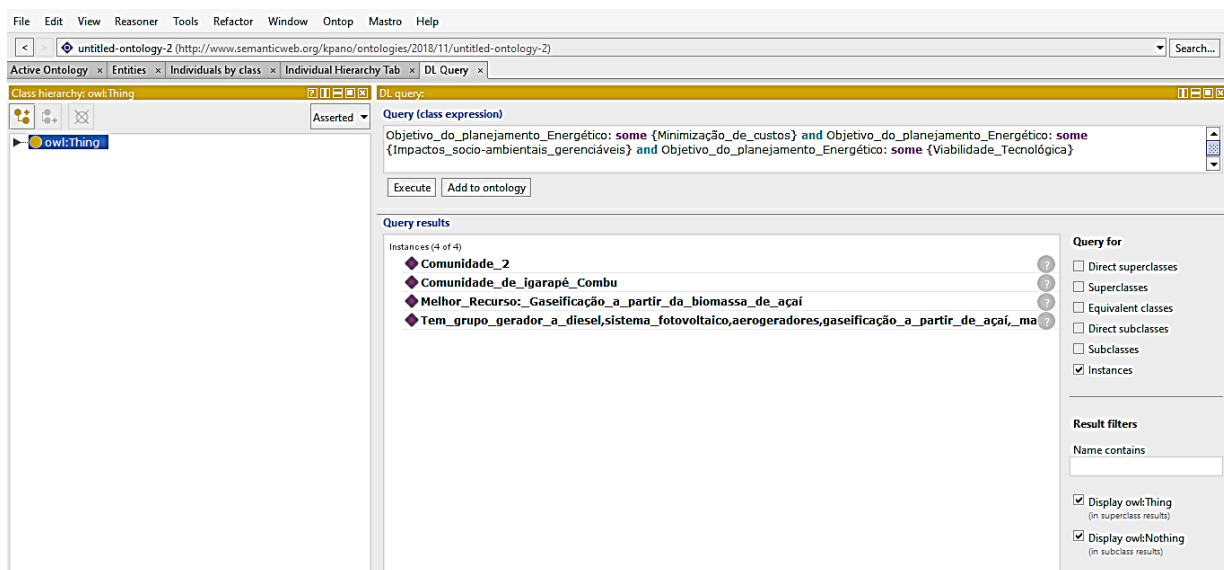 File Edit View Reasoner Tools Refactor Window Ontop Mastro Help
< > untitled-ontology-2 (http://www.semanticweb.org/kpano/ontologies/2018/11/untitled-ontology-2) Search...
Active Ontology × Entities × Individuals by class × Individual Hierarchy Tab × DL Query ×
Class hierarchy: owl:Thing
Asserted
owl:Thing
DL query:
Query (class expression)
Objetivo_do_planejamento_Energético: some {Minimização_de_custos} and Objetivo_do_planejamento_Energético: some
{Impactos_socio-ambientais_gerenciáveis} and Objetivo_do_planejamento_Energético: some {Viabilidade_Tecnológica}
Execute Add to ontology
Query results
Instances (4 of 4)
Comunidade_2 ?
Comunidade_de_igarapé_Combu ?
Melhor_Recurso:_Gaseificação_a_partir_da_biomassa_de_açaí ?
Tem_grupo_gerador_a_diesel,sistema_fotovoltaico,aerogeradores,gaseificação_a_partir_de_açaí,_ma ?
Query for
Direct superclasses
Superclasses
Equivalent classes
Direct subclasses
Subclasses
Instances
Result filters
Name contains
Display owl:Thing
(in superclass results)
Display owl:Nothing
(in subclass results)